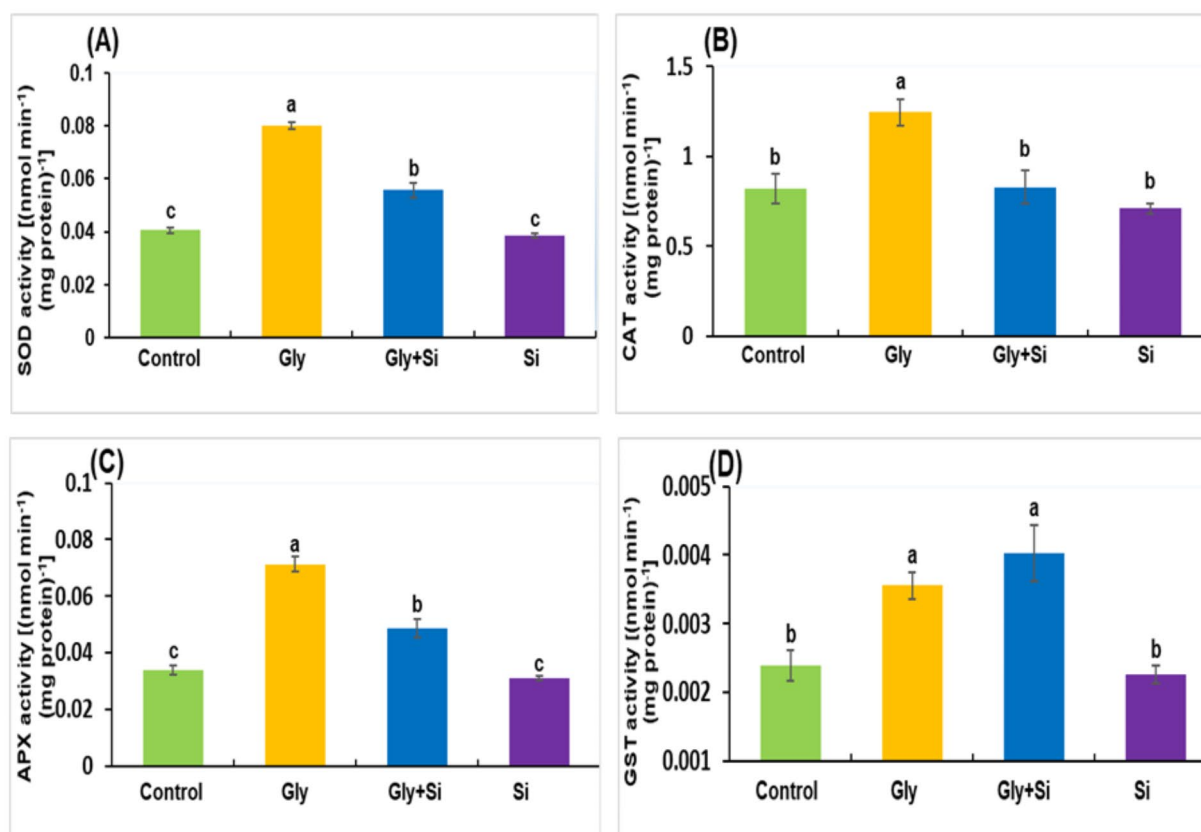 (A)
SOD activity [(nmol min-1)
(mg protein)-1]
0.1
0.08
0.06
0.04
0.02
0
c
a
b
c
Control Gly Gly+Si Si
(B)
CAT activity [(nmol min-1)
(mg protein)-1]
1.5
1
0.5
0
b
a
b
b
Control Gly Gly+Si Si
(C)
APX activity [(nmol min-1)
(mg protein)-1]
0.1
0.08
0.06
0.04
0.02
0
c
a
b
c
Control Gly Gly+Si Si
(D)
GST activity [(nmol min-1)
(mg protein)-1]
0.005
0.004
0.003
0.002
0.001
b
a
a
b
Control Gly Gly+Si Si